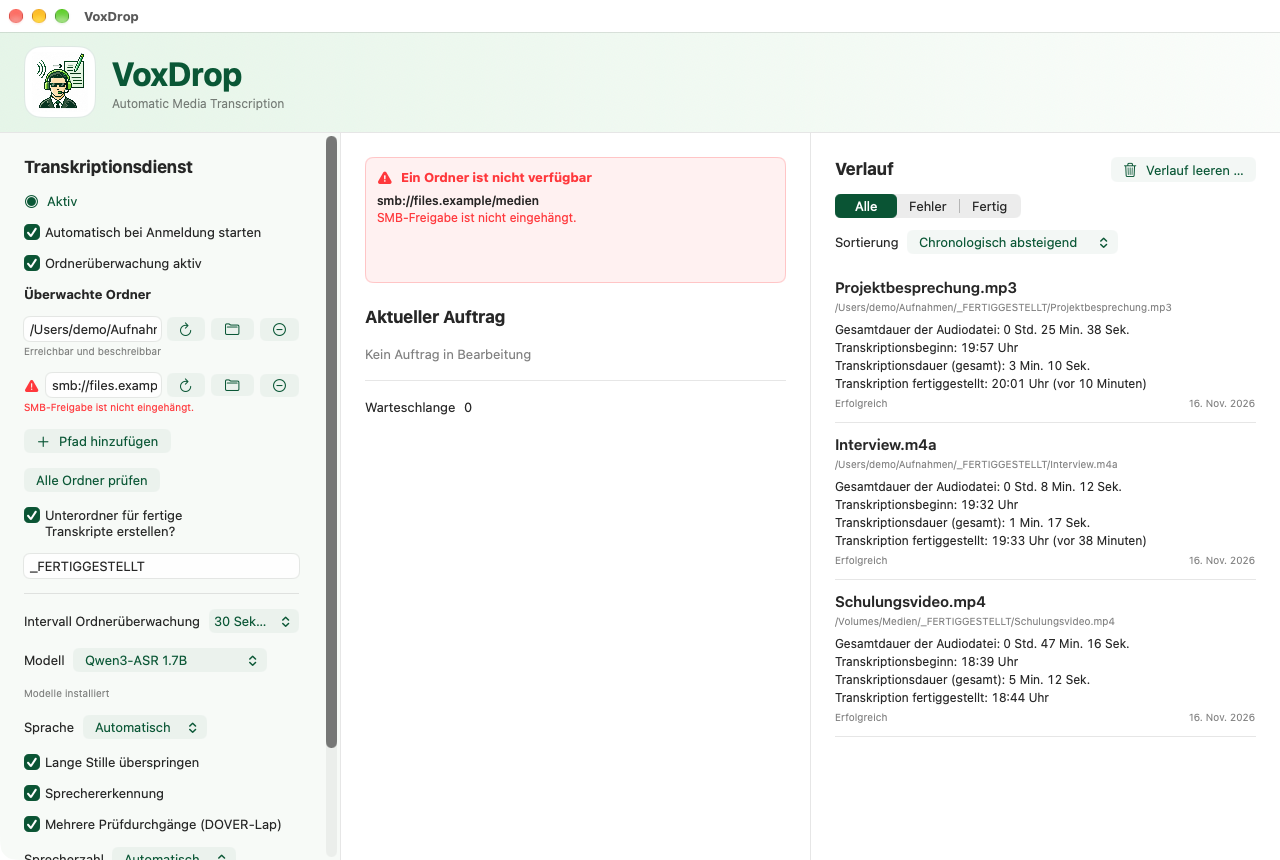 VoxDrop
VoxDrop
Automatic Media Transcription
Transkriptionsdienst
Aktiv
Automatisch bei Anmeldung starten
Ordnerüberwachung aktiv
Überwachte Ordner
/Users/demo/Aufnahr
Erreichbar und beschreibbar
smb://files.examp
SMB-Freigabe ist nicht eingehängt.
Pfad hinzufügen
Alle Ordner prüfen
Unterordner für fertige
Transkripte erstellen?
_FERTIGGESTELLT
Intervall Ordnerüberwachung 30 Sek...
Modell Qwen3-ASR 1.7B
Modelle installiert
Sprache Automatisch
Lange Stille überspringen
Sprechererkennung
Mehrere Prüfdurchgänge (DOVER-Lap)
Sprecherzahl Automatisch
Ein Ordner ist nicht verfügbar
smb://files.example/medien
SMB-Freigabe ist nicht eingehängt.
Aktueller Auftrag
Kein Auftrag in Bearbeitung
Warteschlange 0
Verlauf
Verlauf leeren ...
Alle Fehler Fertig
Sortierung Chronologisch absteigend
Projektbesprechung.mp3
/Users/demo/Aufnahmen/_FERTIGGESTELLT/Projektbesprechung.mp3
Gesamtdauer der Audiodatei: 0 Std. 25 Min. 38 Sek.
Transkriptionsbeginn: 19:57 Uhr
Transkriptionsdauer (gesamt): 3 Min. 10 Sek.
Transkription fertiggestellt: 20:01 Uhr (vor 10 Minuten)
Erfolgreich 16. Nov. 2026
Interview.m4a
/Users/demo/Aufnahmen/_FERTIGGESTELLT/Interview.m4a
Gesamtdauer der Audiodatei: 0 Std. 8 Min. 12 Sek.
Transkriptionsbeginn: 19:32 Uhr
Transkriptionsdauer (gesamt): 1 Min. 17 Sek.
Transkription fertiggestellt: 19:33 Uhr (vor 38 Minuten)
Erfolgreich 16. Nov. 2026
Schulungsvideo.mp4
/Volumes/Medien/_FERTIGGESTELLT/Schulungsvideo.mp4
Gesamtdauer der Audiodatei: 0 Std. 47 Min. 16 Sek.
Transkriptionsbeginn: 18:39 Uhr
Transkriptionsdauer (gesamt): 5 Min. 12 Sek.
Transkription fertiggestellt: 18:44 Uhr
Erfolgreich 16. Nov. 2026